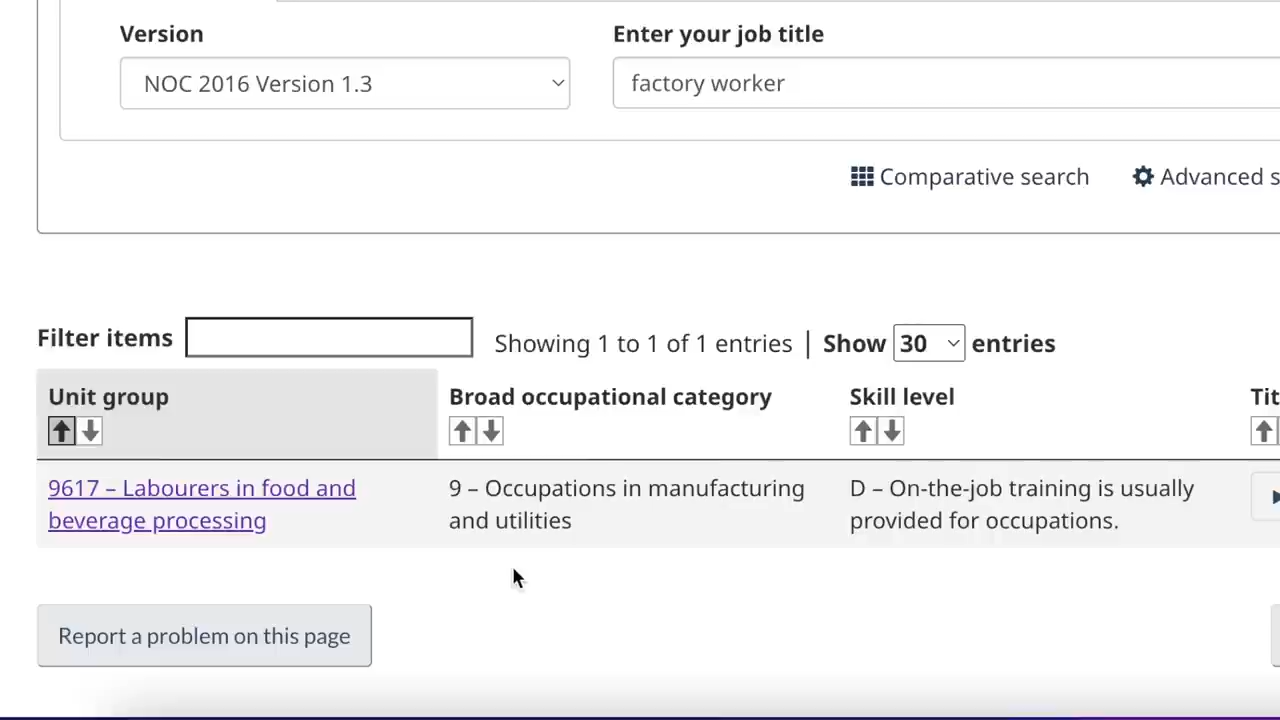 Version
Enter your job title
NOC 2016 Version 1.3
factory worker
Comparative search
Advanced s
Filter items
Showing 1 to 1 of 1 entries | Show 30 entries
Unit group
Broad occupational category
Skill level
Tit
9617 – Labourers in food and
beverage processing
9 – Occupations in manufacturing
and utilities
D – On-the-job training is usually
provided for occupations.
Report a problem on this page